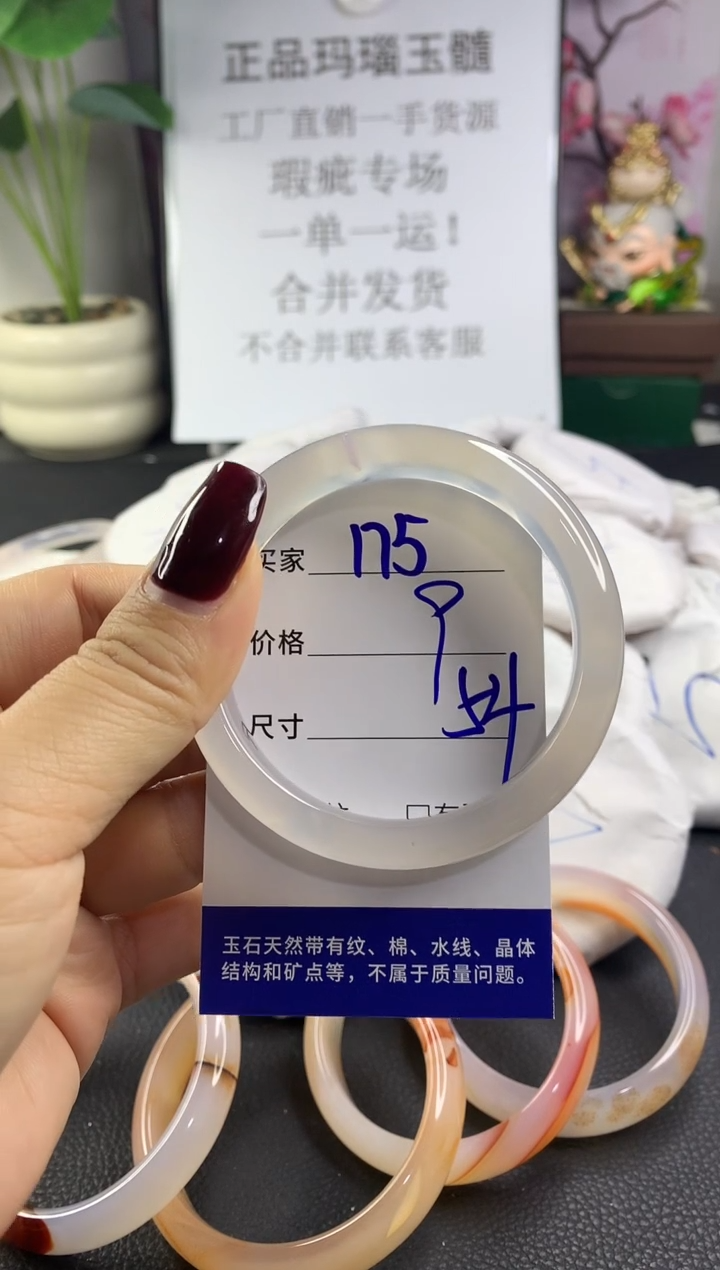 正品玛瑙玉髓
工厂直销一手货源
瑕疵专场
一单一运！
合并发货
不合并联系客服
买家 175
价格 9
尺寸 54
玉石天然带有纹、棉、水线、晶体
结构和矿点等，不属于质量问题。